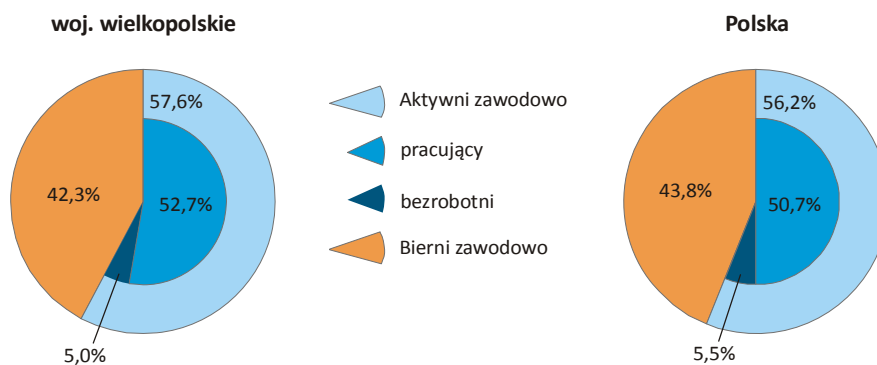 woj. wielkopolskie
57,6%
42,3%
52,7%
5,0%
Aktywni zawodowo
pracujący
bezrobotni
Bierni zawodowo
Polska
56,2%
43,8%
50,7%
5,5%